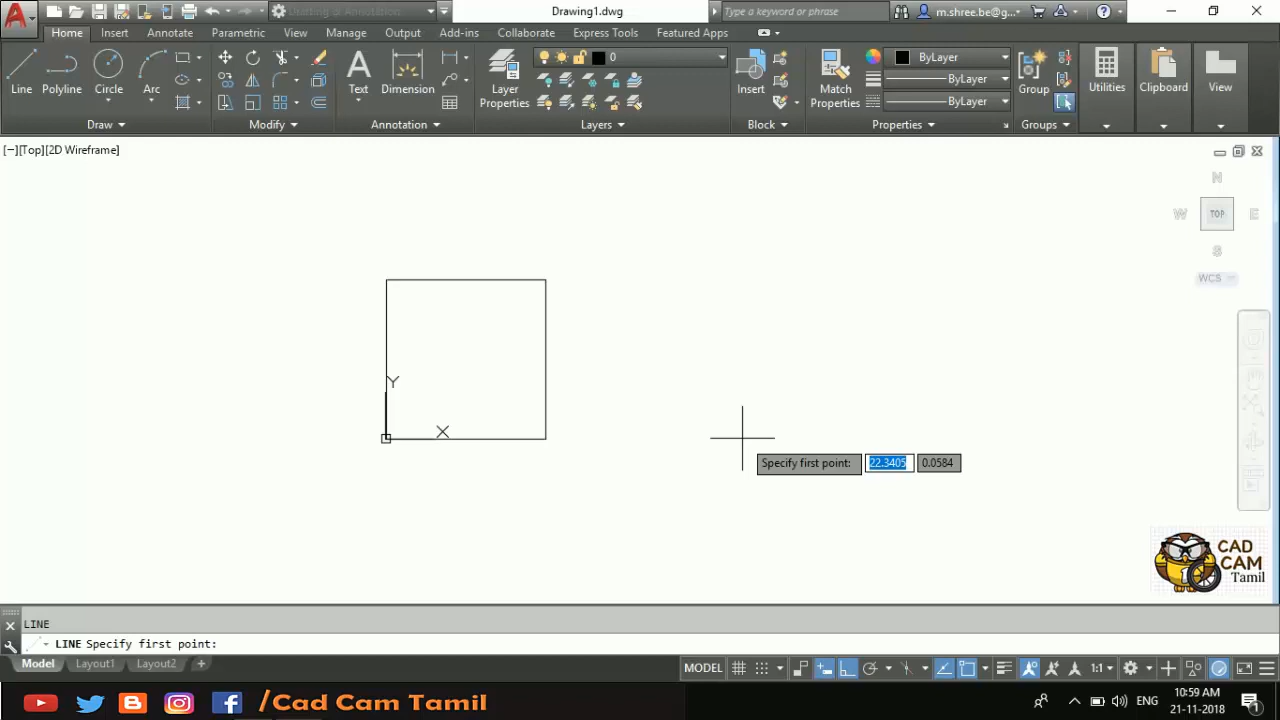 Drafting & Annotation
Drawing1.dwg
Type a keyword or phrase
m.shree.be@g...
Home Insert Annotate Parametric View Manage Output Add-ins Collaborate Express Tools Featured Apps
Line Polyline Circle Arc
Text Dimension
Layer Properties
0
Insert
Match Properties
ByLayer
ByLayer
ByLayer
Group
Utilities
Clipboard
View
Draw Modify Annotation Layers Block Properties Groups
[−][Top][2D Wireframe]
N
W TOP E
S
WCS
Y
X
Specify first point: 22.3405 0.0584
CAD
CAM
Tamil
LINE
LINE Specify first point:
Model Layout1 Layout2 +
MODEL 1:1
/Cad Cam Tamil
ENG
10:59 AM
21-11-2018
1